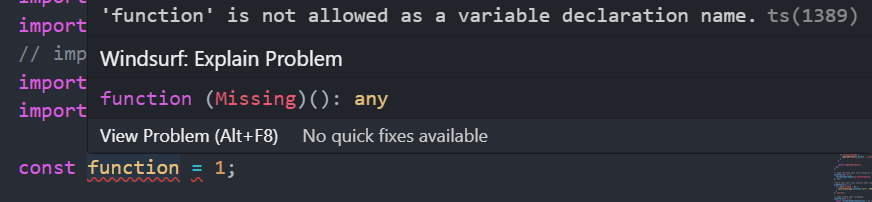 import
'function' is not allowed as a variable declaration name. ts(1389)
import
// imp
Windsurf: Explain Problem
import
function (Missing)(): any
import
View Problem (Alt+F8) No quick fixes available
const function = 1;